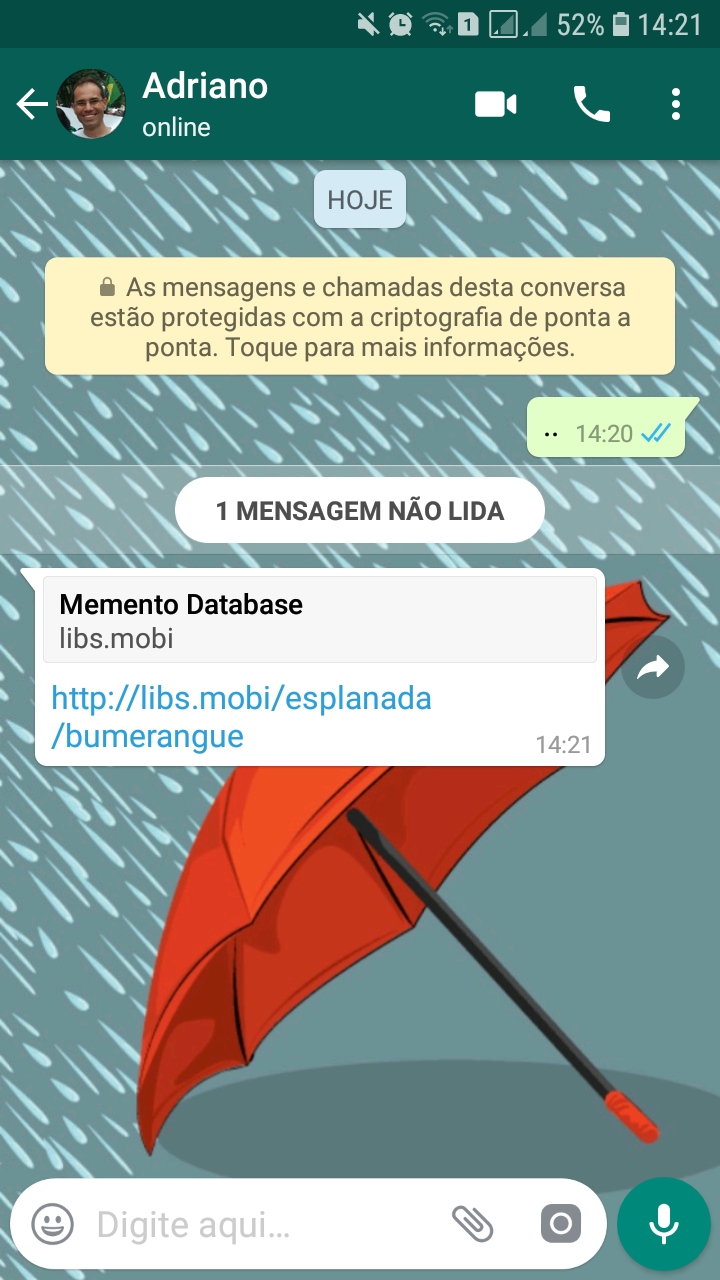 1 52% 14:21
Adriano
online
HOJE
As mensagens e chamadas desta conversa
estão protegidas com a criptografia de ponta a
ponta. Toque para mais informações.
.. 14:20
1 MENSAGEM NÃO LIDA
Memento Database
libs.mobi
http://libs.mobi/esplanada
/bumerangue
14:21
Digite aqui...